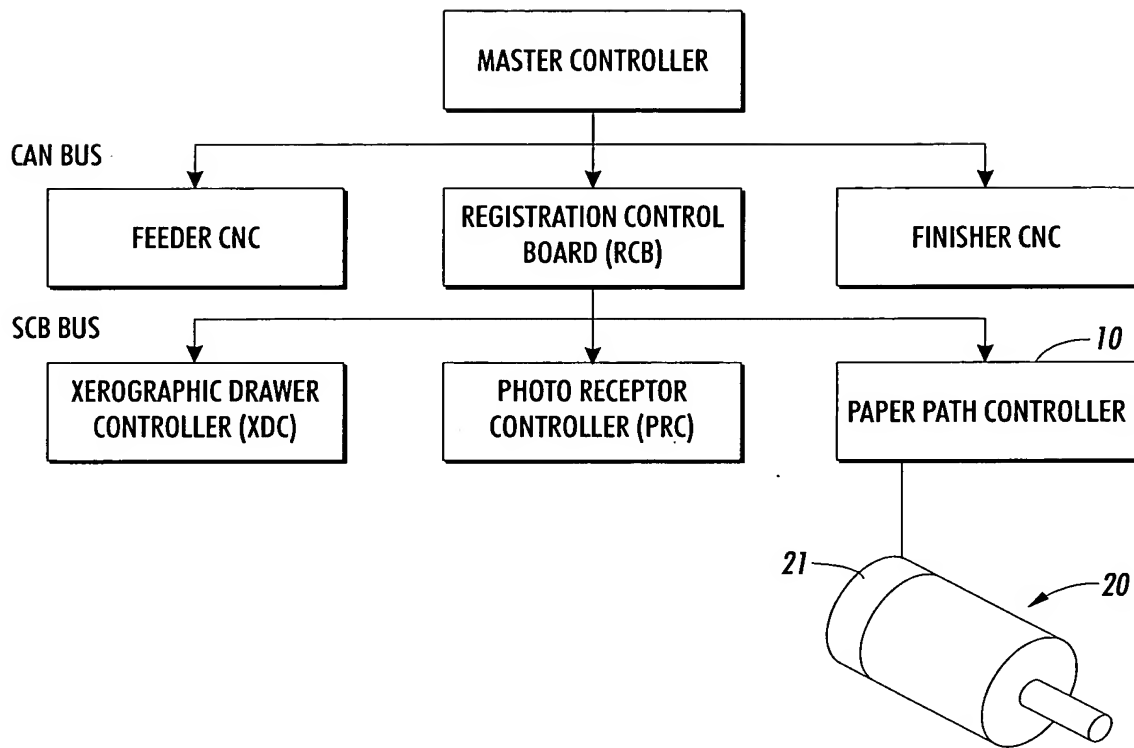 MASTER CONTROLLER
CAN BUS
FEEDER CNC
REGISTRATION CONTROL
BOARD (RCB)
FINISHER CNC
SCB BUS
10
XEROGRAPHIC DRAWER
CONTROLLER (XDC)
PHOTO RECEPTOR
CONTROLLER (PRC)
PAPER PATH CONTROLLER
21
20